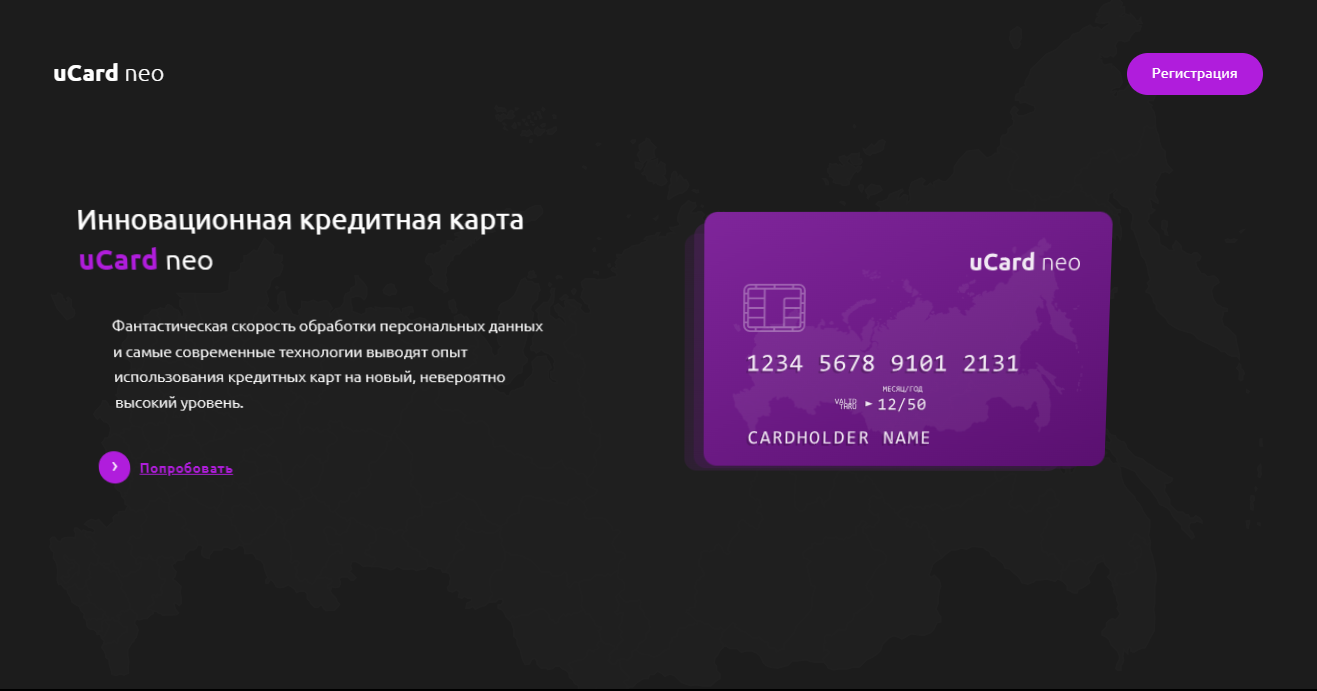 uCard neo
Регистрация
Инновационная кредитная карта
uCard neo
Фантастическая скорость обработки персональных данных
и самые современные технологии выводят опыт
использования кредитных карт на новый, невероятно
высокий уровень.
Попробовать
uCard neo
1234 5678 9101 2131
МЕСЯЦ/ГОД
VALID
THRU
12/50
CARDHOLDER NAME